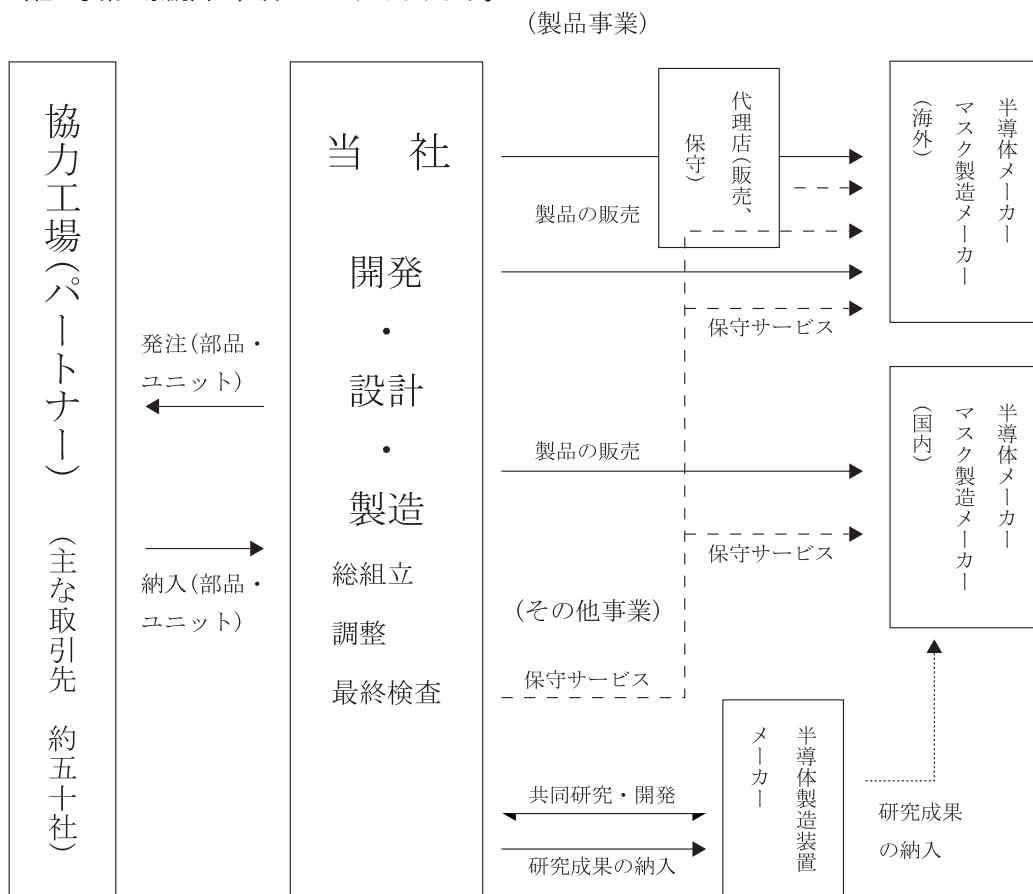 (製品事業)
協力工場(パートナー) (主な取引先 約五十社)
発注(部品・
ユニット)
納入(部品・
ユニット)
当 社
開発
・
設計
・
製造
総組立
調整
最終検査
代理店(販売、
保守)
製品の販売
保守サービス
半導体メーカー
マスク製造メーカー
(海外)
製品の販売
保守サービス
半導体メーカー
マスク製造メーカー
(国内)
(その他事業)
保守サービス
共同研究・開発
研究成果の納入
半導体製造装置
メーカー
研究成果
の納入